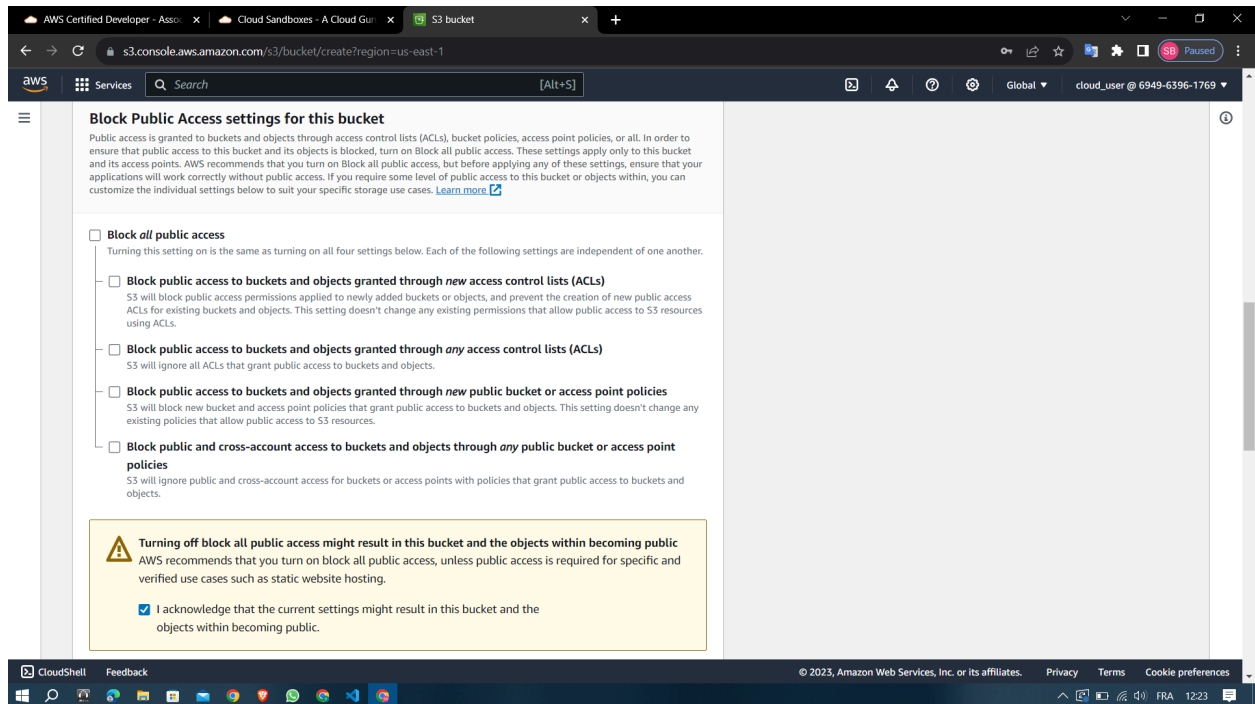 AWS Certified Developer - Assoc
Cloud Sandboxes - A Cloud Guru
S3 bucket
s3.console.aws.amazon.com/s3/bucket/create?region=us-east-1
SB Paused
aws
Services
Search
[Alt+S]
Global
cloud_user @ 6949-6396-1769
Block Public Access settings for this bucket
Public access is granted to buckets and objects through access control lists (ACLs), bucket policies, access point policies, or all. In order to
ensure that public access to this bucket and its objects is blocked, turn on Block all public access. These settings apply only to this bucket
and its access points. AWS recommends that you turn on Block all public access, but before applying any of these settings, ensure that your
applications will work correctly without public access. If you require some level of public access to this bucket or objects within, you can
customize the individual settings below to suit your specific storage use cases. Learn more
Block all public access
Turning this setting on is the same as turning on all four settings below. Each of the following settings are independent of one another.
Block public access to buckets and objects granted through new access control lists (ACLs)
S3 will block public access permissions applied to newly added buckets or objects, and prevent the creation of new public access
ACLs for existing buckets and objects. This setting doesn't change any existing permissions that allow public access to S3 resources
using ACLs.
Block public access to buckets and objects granted through any access control lists (ACLs)
S3 will ignore all ACLs that grant public access to buckets and objects.
Block public access to buckets and objects granted through new public bucket or access point policies
S3 will block new bucket and access point policies that grant public access to buckets and objects. This setting doesn't change any
existing policies that allow public access to S3 resources.
Block public and cross-account access to buckets and objects through any public bucket or access point
policies
S3 will ignore public and cross-account access for buckets or access points with policies that grant public access to buckets and
objects.
Turning off block all public access might result in this bucket and the objects within becoming public
AWS recommends that you turn on block all public access, unless public access is required for specific and
verified use cases such as static website hosting.
I acknowledge that the current settings might result in this bucket and the
objects within becoming public.
CloudShell
Feedback
© 2023, Amazon Web Services, Inc. or its affiliates.
Privacy
Terms
Cookie preferences
FRA
12:23